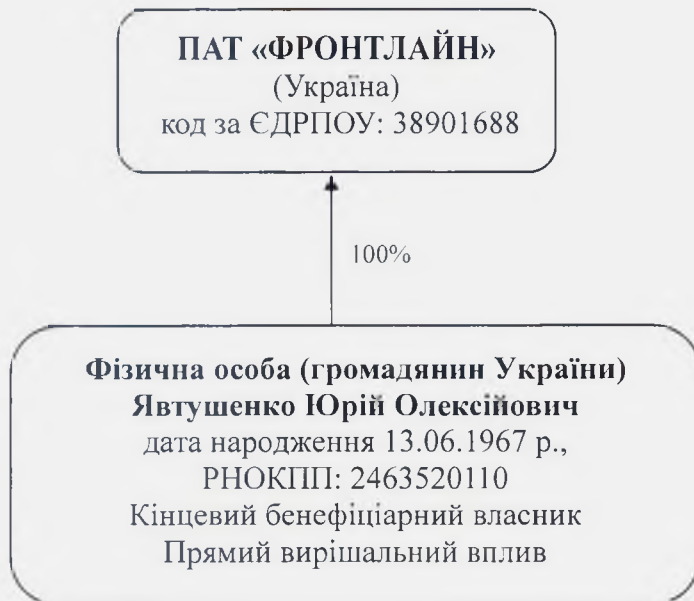 ПАТ «ФРОНТЛАЙН»
(Україна)
код за ЄДРПОУ: 38901688
100%
Фізична особа (громадянин України)
Явтушенко Юрій Олексійович
дата народження 13.06.1967 р.,
РНОКПП: 2463520110
Кінцевий бенефіціарний власник
Прямий вирішальний вплив